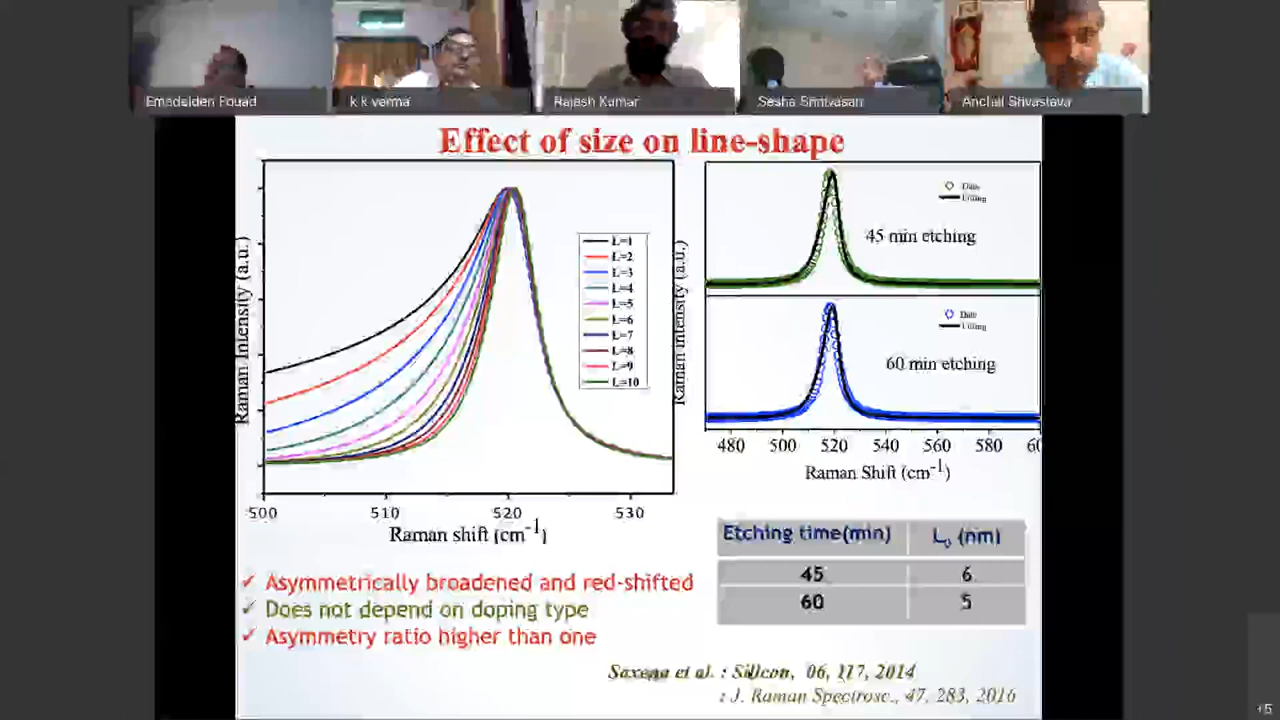 Emadelden Fouad
k k verma
Rajesh Kumar
Sesha Srinivasan
Anchal Srivastava
Effect of size on line-shape
Raman Intensity (a.u.)
L=1
L=2
L=3
L=4
L=5
L=6
L=7
L=8
L=9
L=10
500 510 520 530
Raman shift (cm-1)
Raman intensity (a.u.)
Data
Fitting
45 min etching
Data
Fitting
60 min etching
480 500 520 540 560 580 60
Raman Shift (cm-1)
Etching time(min) L0 (nm)
45 6
60 5
✓ Asymmetrically broadened and red-shifted
✓ Does not depend on doping type
✓ Asymmetry ratio higher than one
Saxena et al. : Silicon, 06, 117, 2014
: J. Raman Spectrosc., 47, 283, 2016
+5